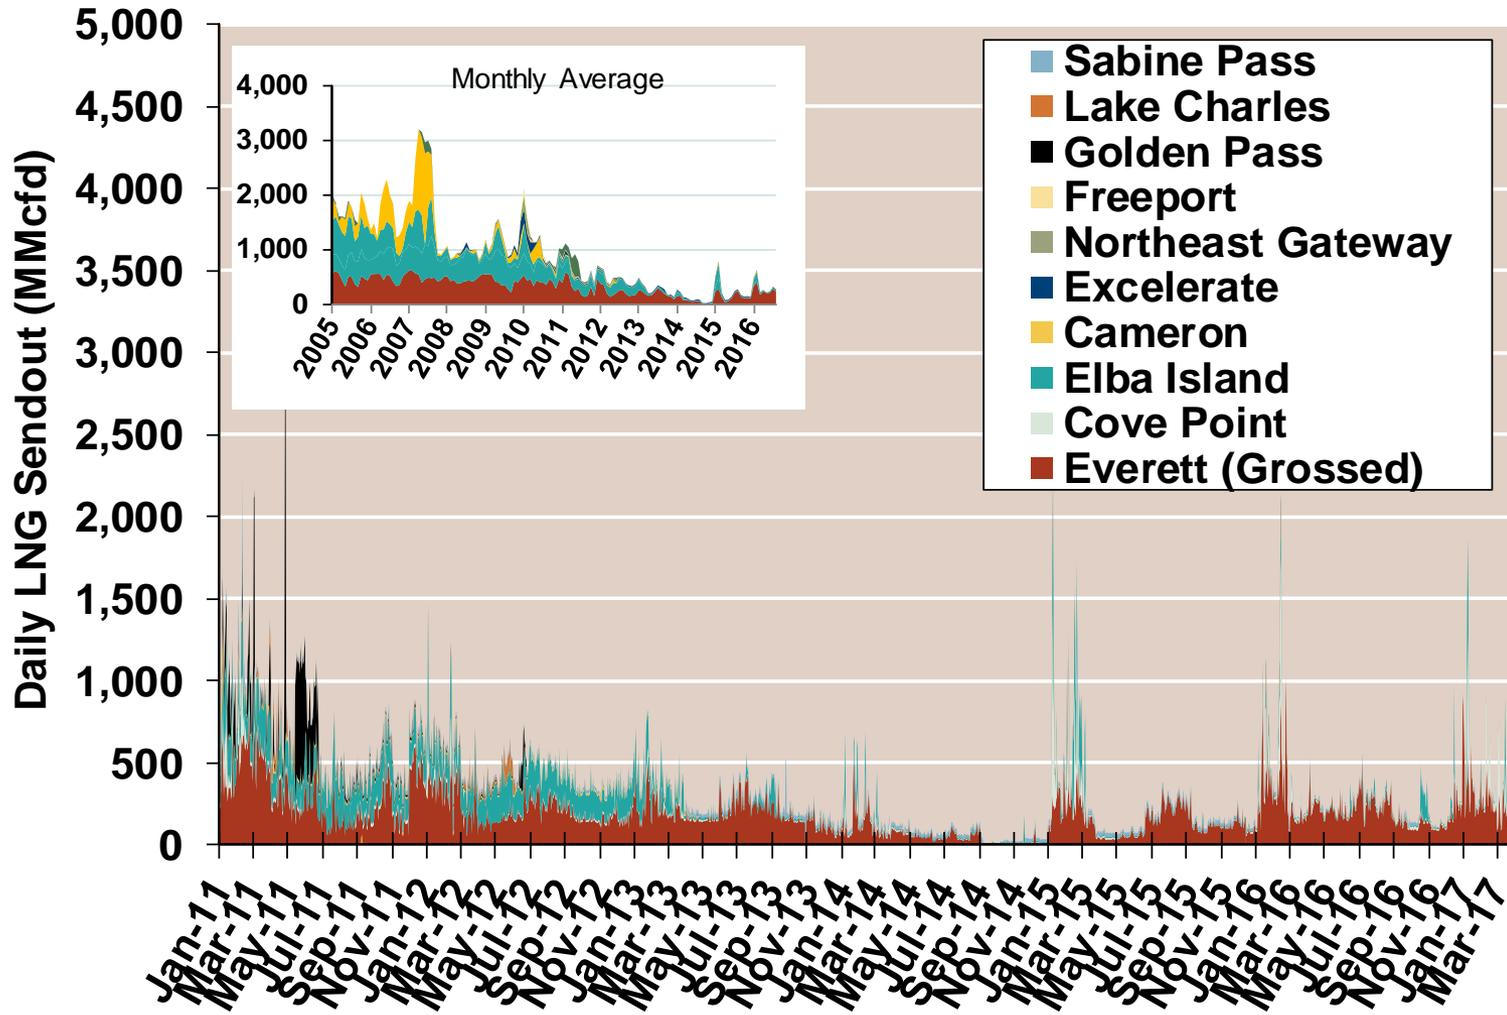 Daily LNG Sendout (MMcfd)
5,000
4,500
4,000
3,500
3,000
2,500
2,000
1,500
1,000
500
0
Monthly Average
4,000
3,000
2,000
1,000
0
2005
2006
2007
2008
2009
2010
2011
2012
2013
2014
2015
2016
Sabine Pass
Lake Charles
Golden Pass
Freeport
Northeast Gateway
Excelerate
Cameron
Elba Island
Cove Point
Everett (Grossed)
Jan-11
Mar-11
May-11
Jul-11
Sep-11
Nov-11
Jan-12
Mar-12
May-12
Jul-12
Sep-12
Nov-12
Jan-13
Mar-13
May-13
Jul-13
Sep-13
Nov-13
Jan-14
Mar-14
May-14
Jul-14
Sep-14
Nov-14
Jan-15
Mar-15
May-15
Jul-15
Sep-15
Nov-15
Jan-16
Mar-16
May-16
Jul-16
Sep-16
Nov-16
Jan-17
Mar-17